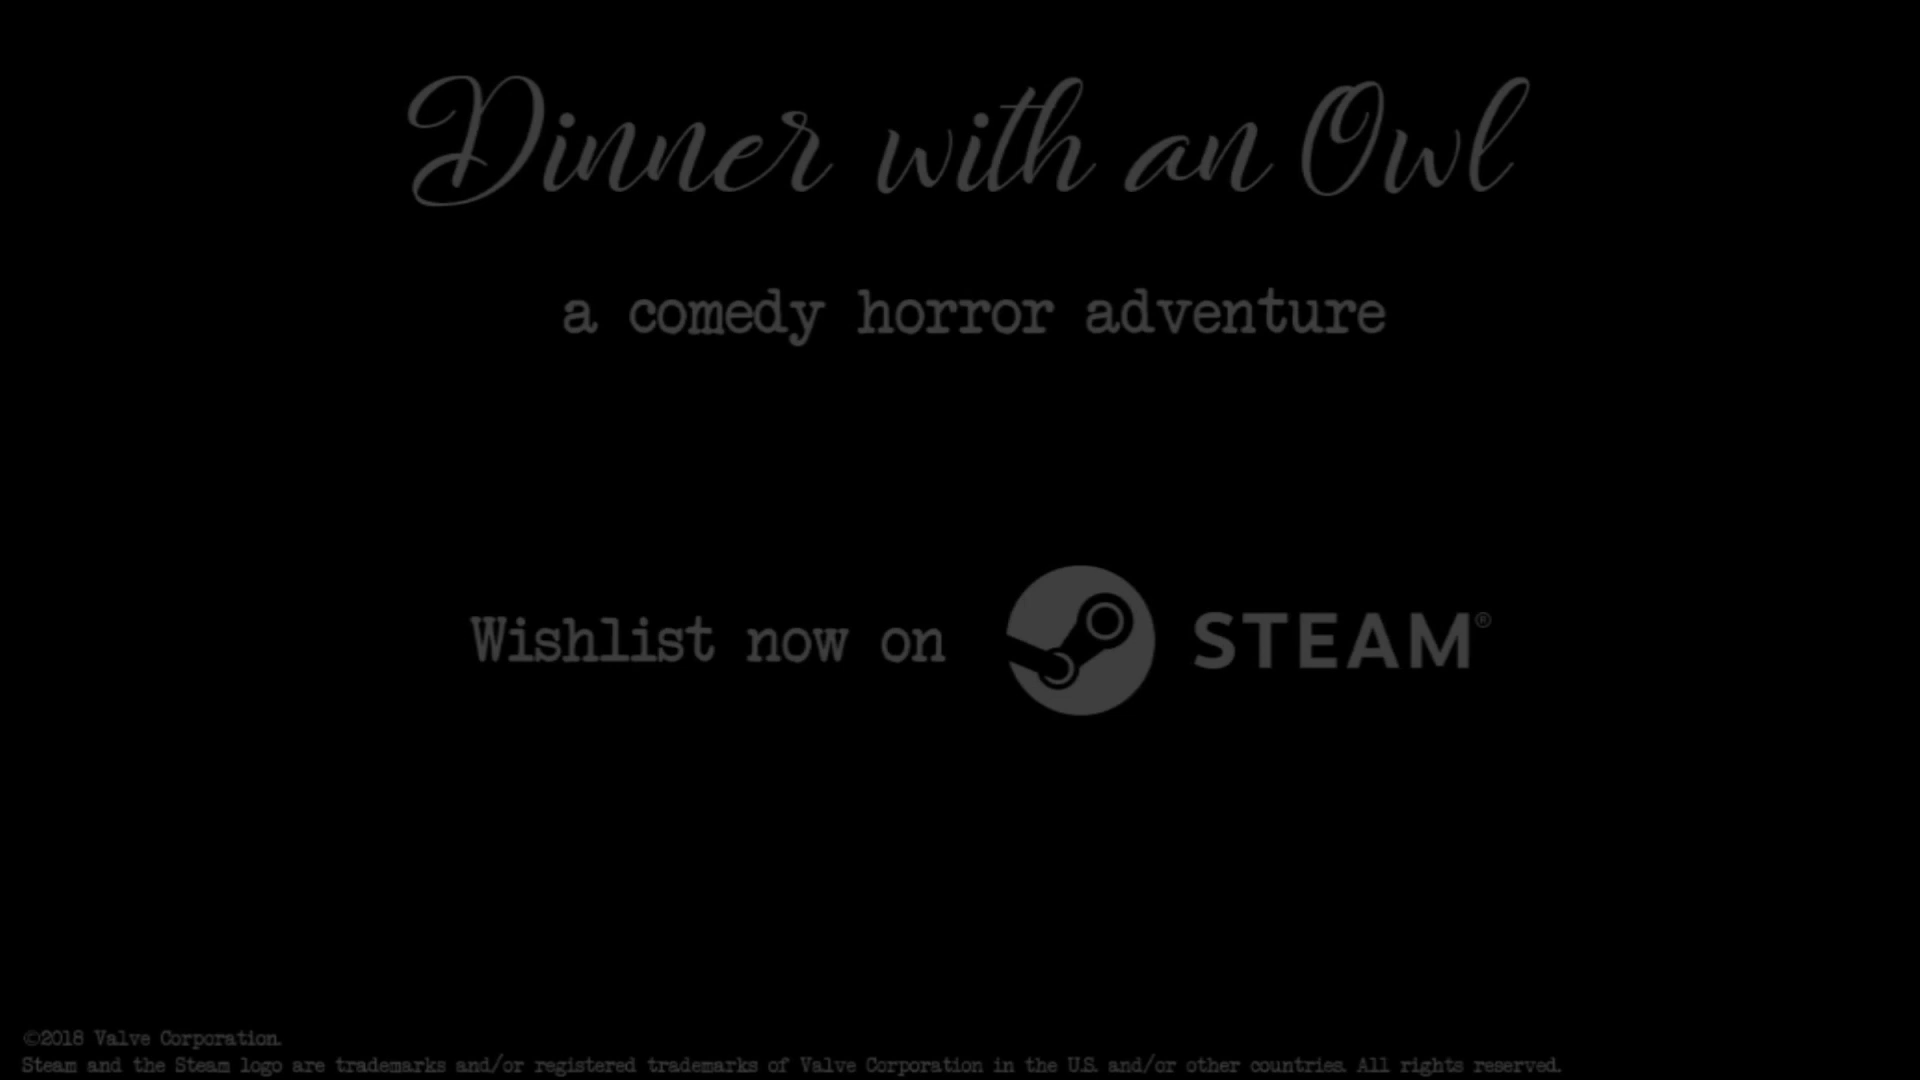 Dinner with an Owl
a comedy horror adventure
Wishlist now on STEAM®
©2018 Valve Corporation.
Steam and the Steam logo are trademarks and/or registered trademarks of Valve Corporation in the U.S. and/or other countries. All rights reserved.